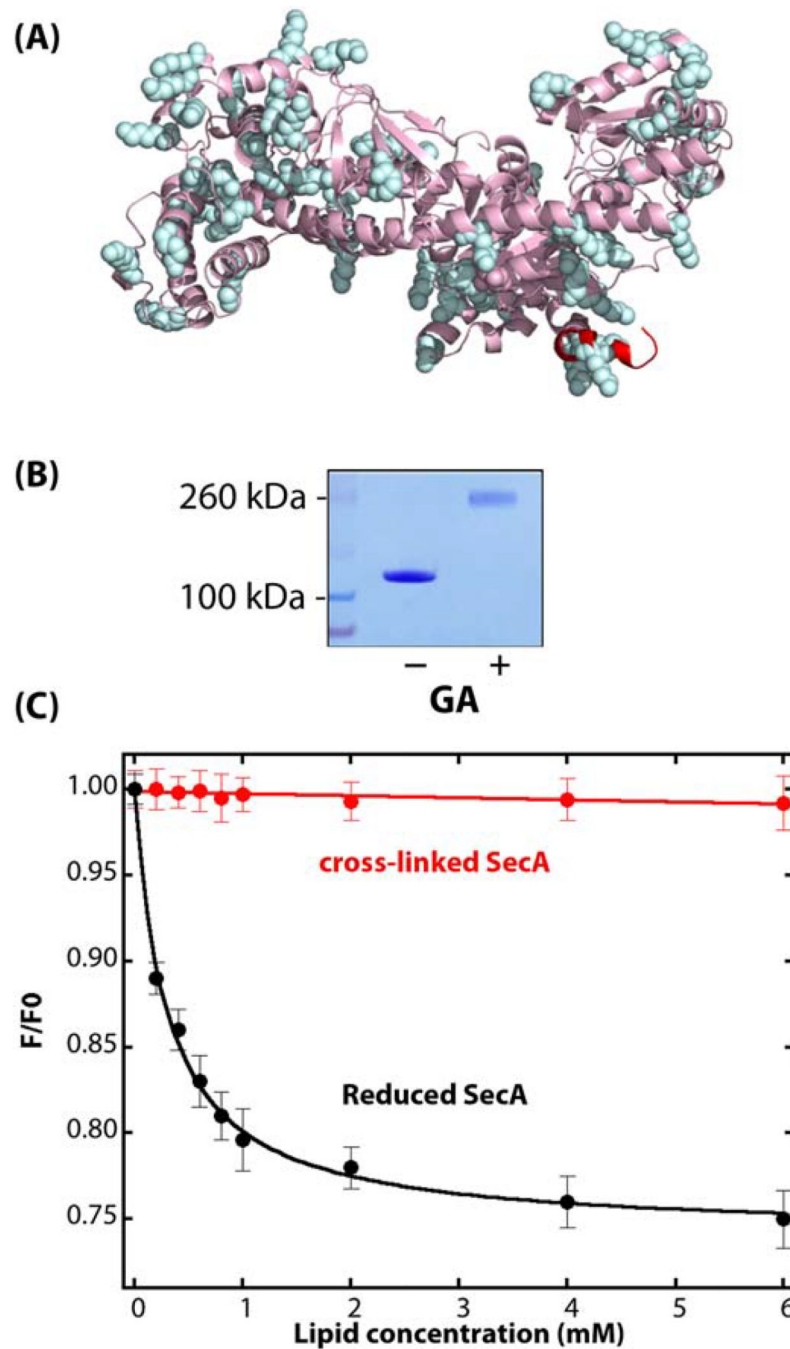 (A)
(B)
260 kDa
100 kDa
− +
GA
(C)
1.00
0.95
0.90
0.85
0.80
0.75
F/F0
cross-linked SecA
Reduced SecA
0 1 2 3 4 5 6
Lipid concentration (mM)